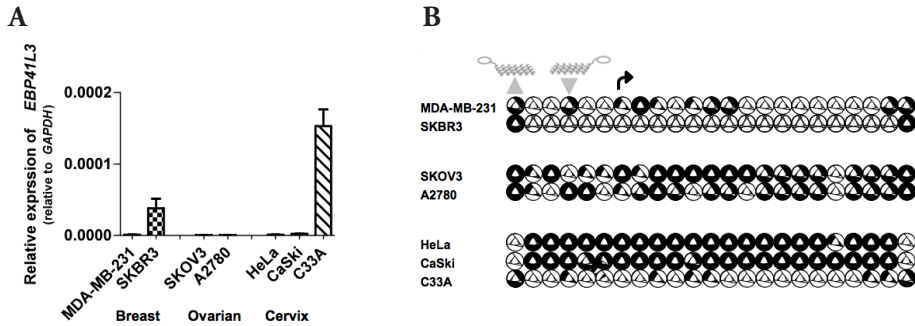 A
Relative exprssion of EBP41L3
(relative to GAPDH)
0.0002
0.0001
0.0000
MDA-MB-231
SKBR3
SKOV3
A2780
HeLa
CaSki
C33A
Breast
Ovarian
Cervix
B
MDA-MB-231
SKBR3
SKOV3
A2780
HeLa
CaSki
C33A